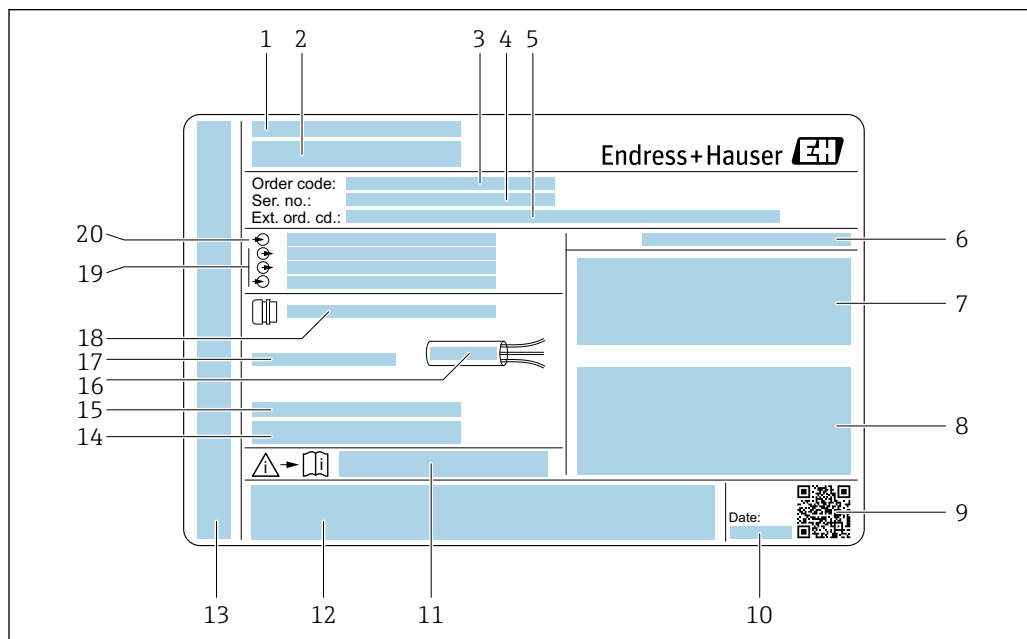 1 2 3 4 5
Endress+Hauser EH
Order code:
Ser. no.:
Ext. ord. cd.:
20
6
19
7
18
17
16
15
8
14
i i
Date:
9
13 12 11 10